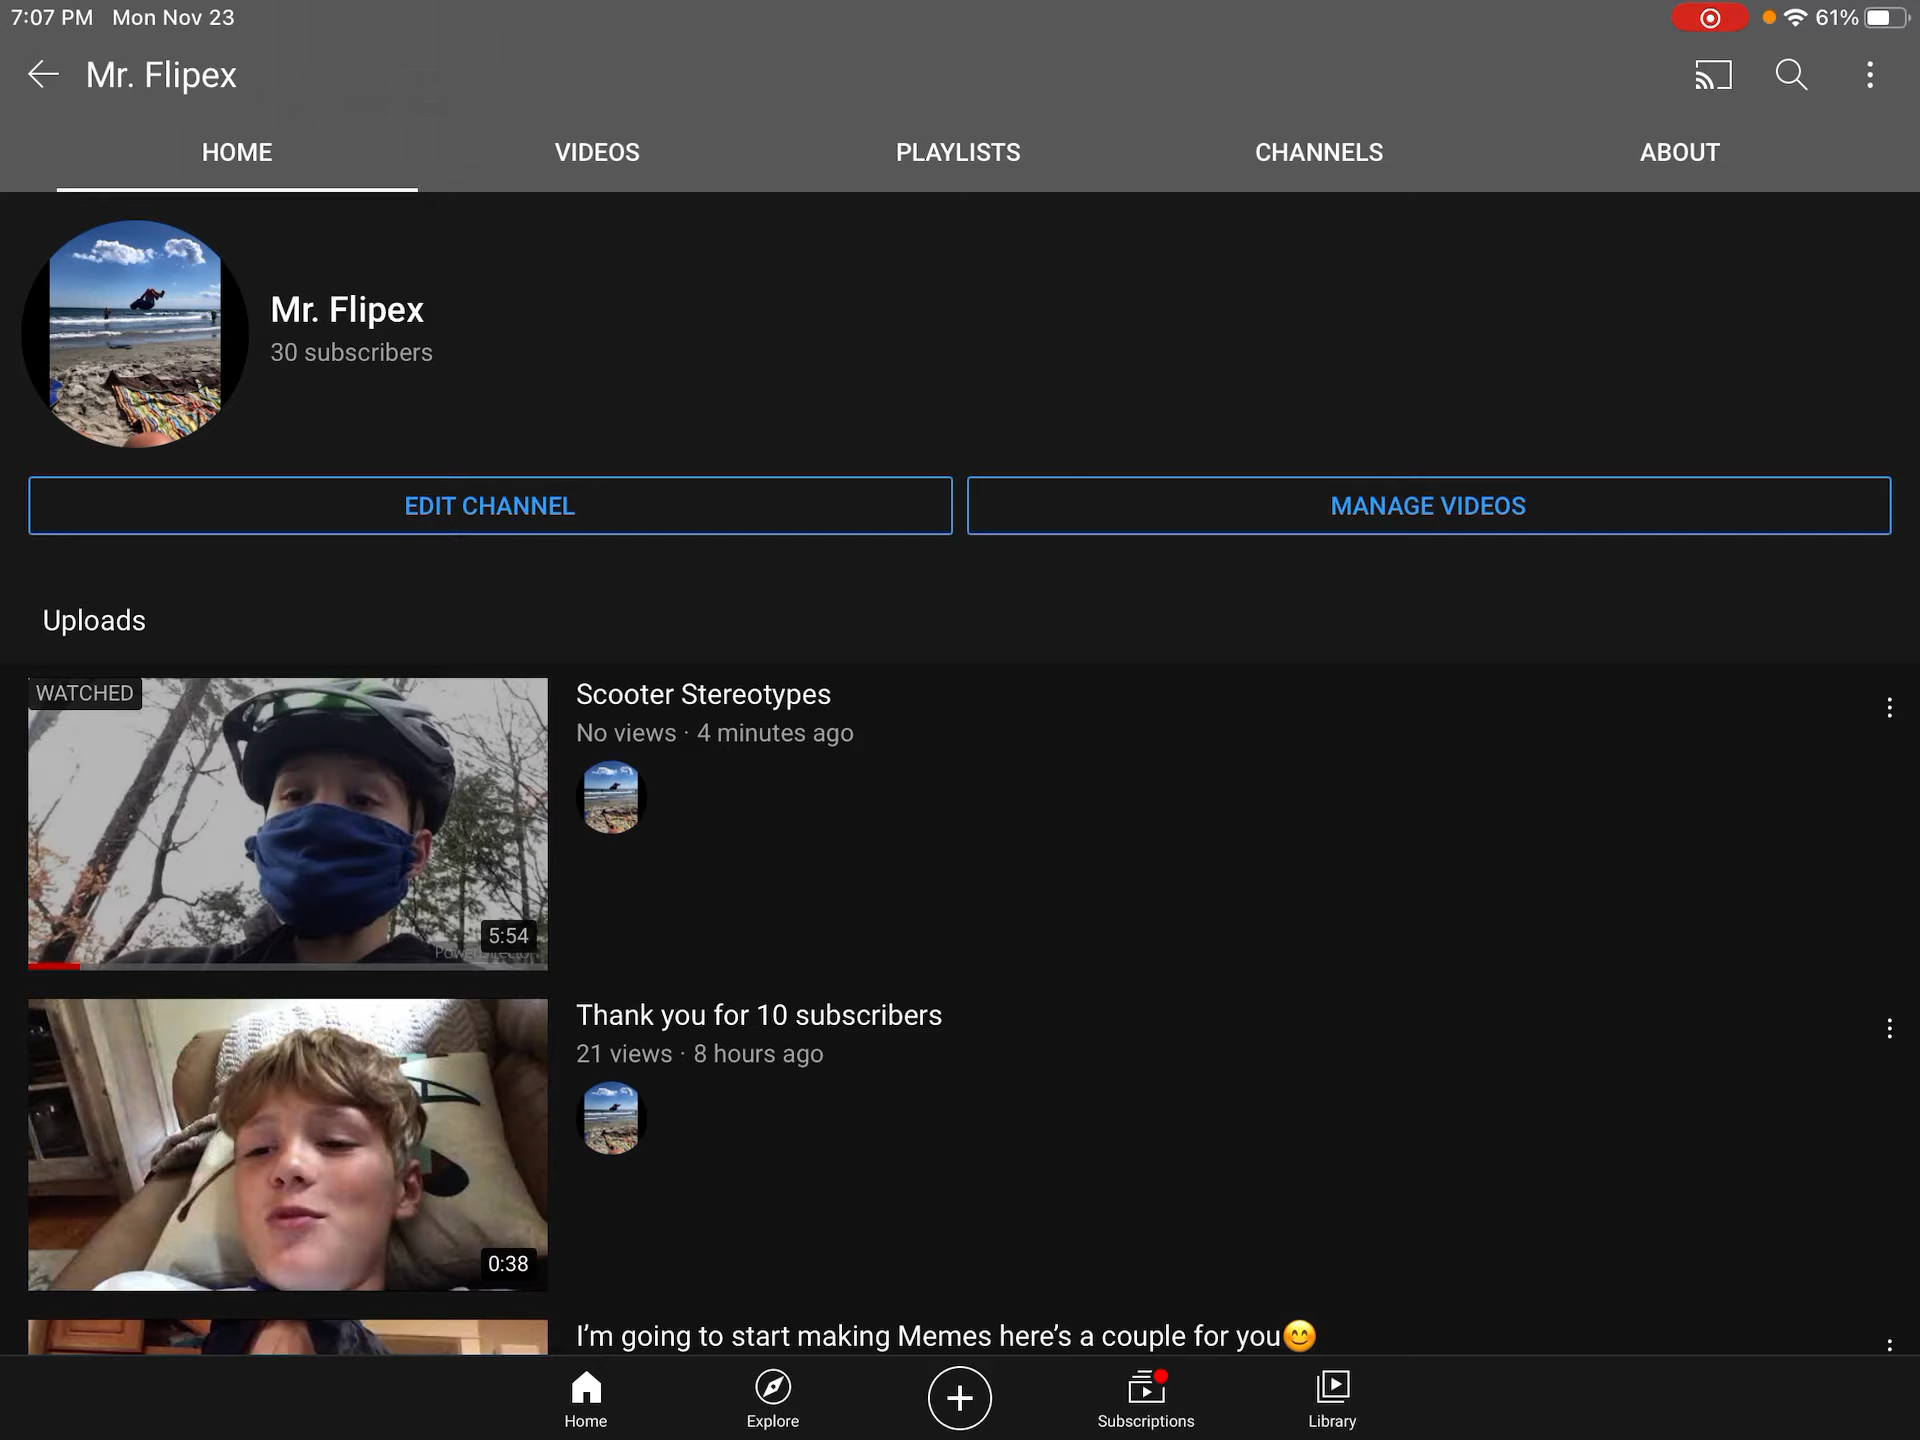 7:07 PM Mon Nov 23
61%
Mr. Flipex
HOME VIDEOS PLAYLISTS CHANNELS ABOUT
Mr. Flipex
30 subscribers
EDIT CHANNEL MANAGE VIDEOS
Uploads
WATCHED
Scooter Stereotypes
No views · 4 minutes ago
5:54
PowerDirector
Thank you for 10 subscribers
21 views · 8 hours ago
0:38
I’m going to start making Memes here’s a couple for you😊
Home Explore Subscriptions Library